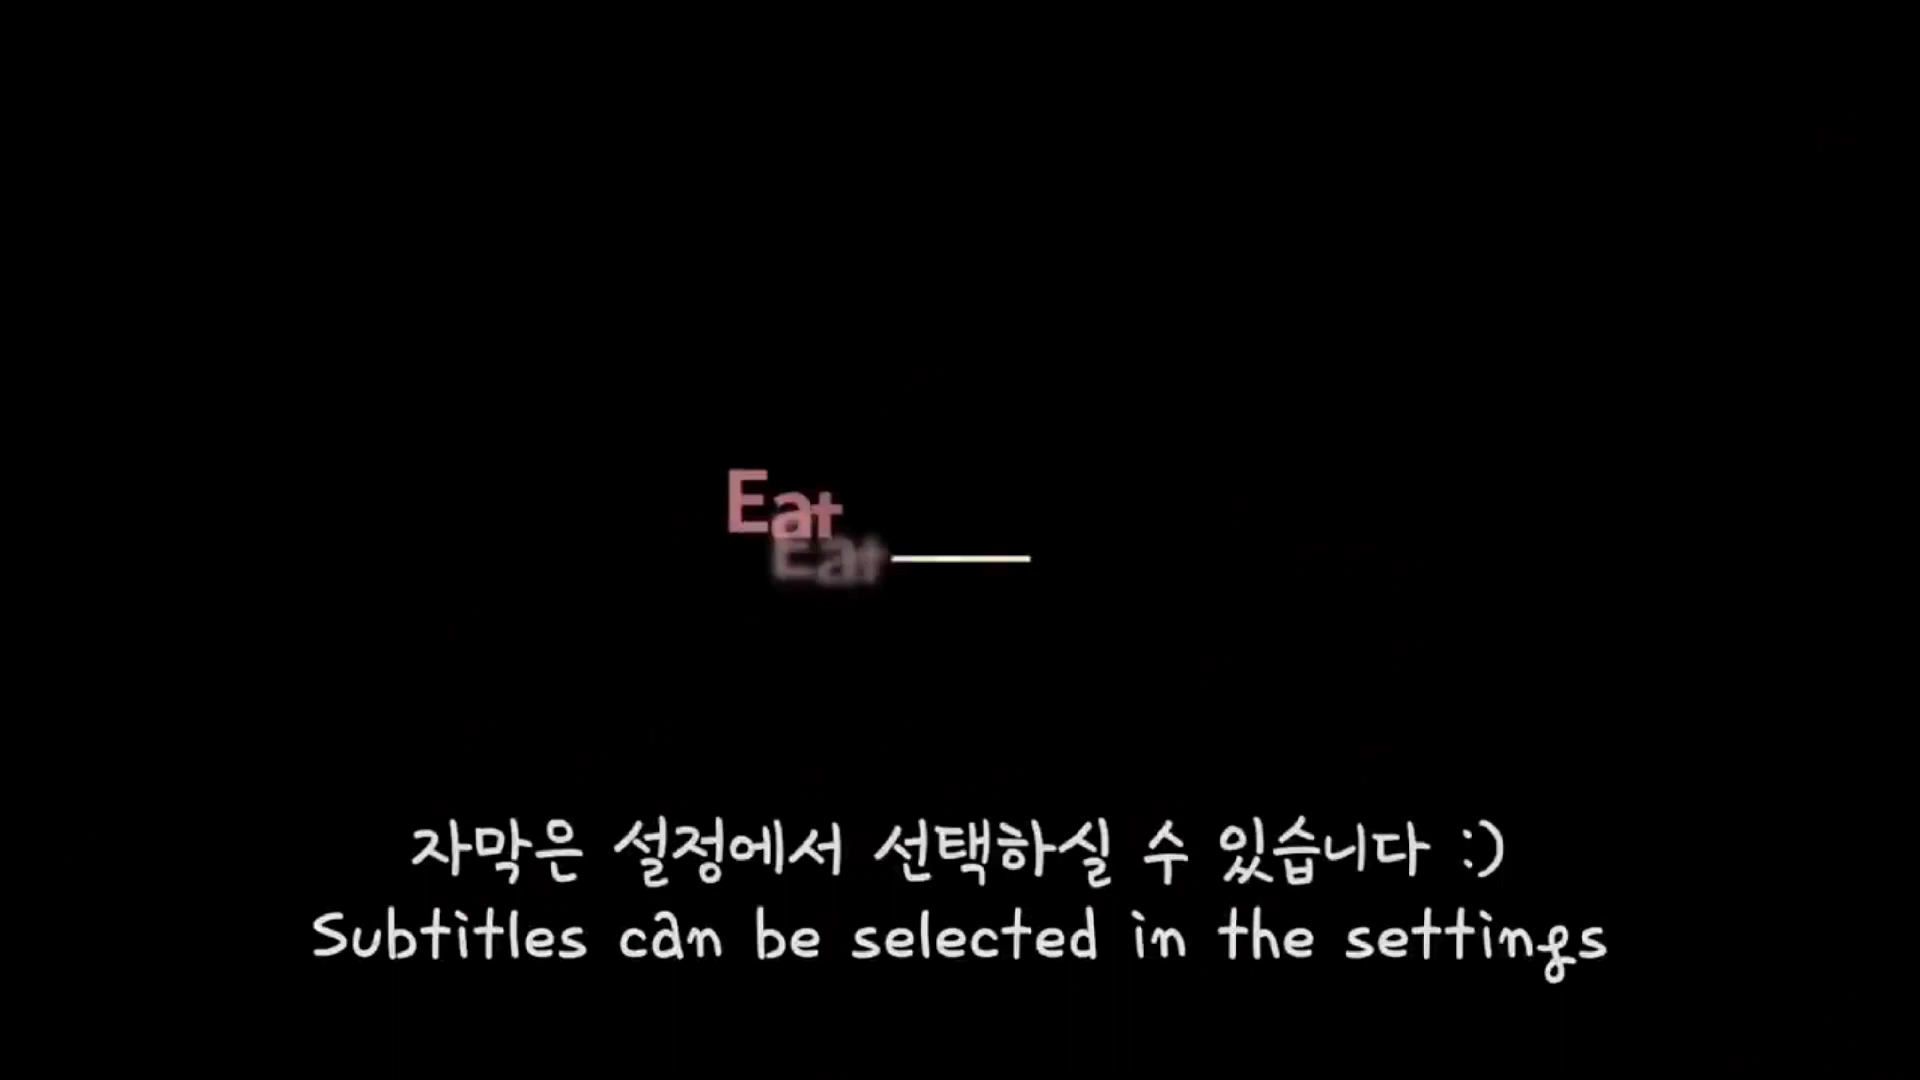 Eat
Eat
자막은 설정에서 선택하실 수 있습니다 :)
Subtitles can be selected in the settings